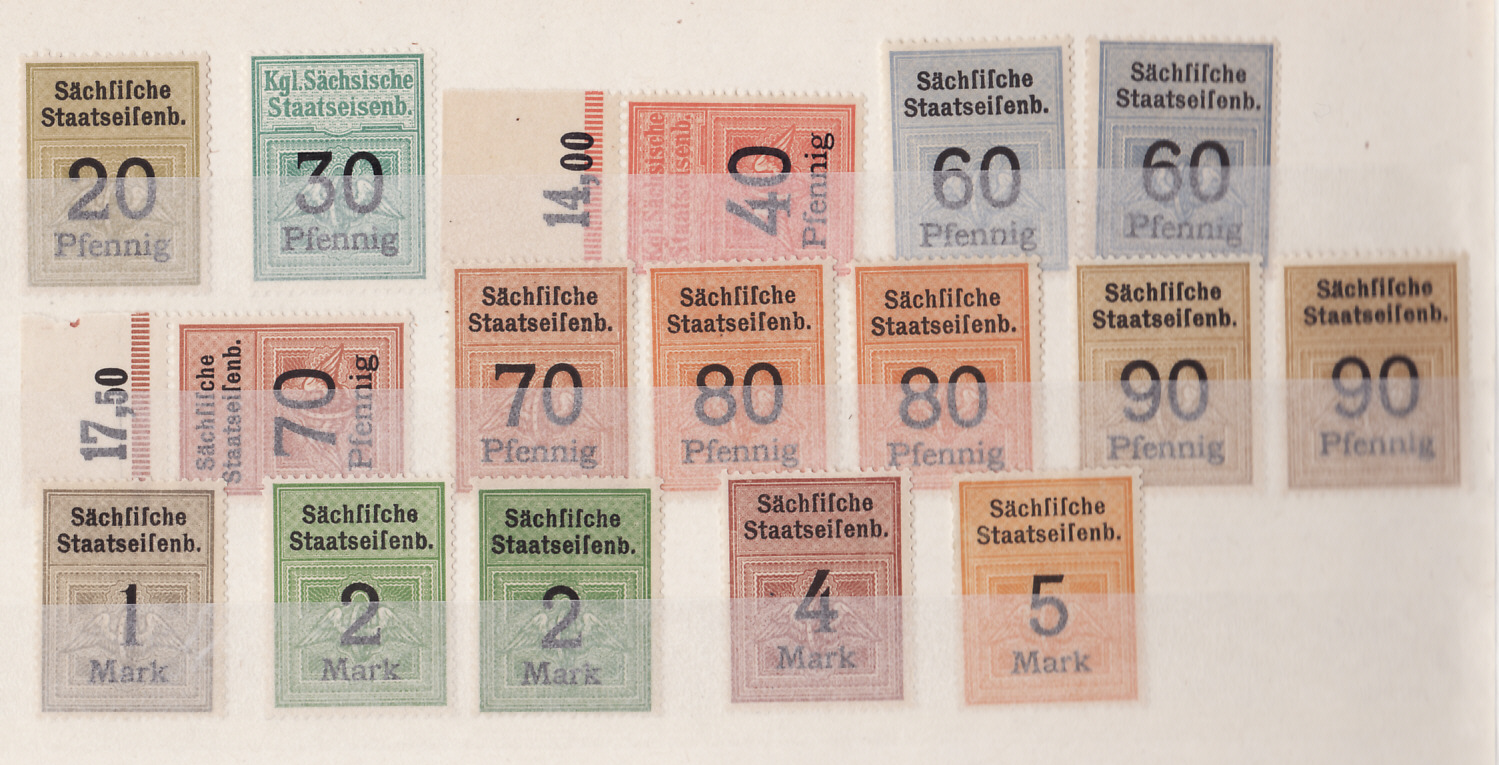 Sächſiſche
Staatseiſenb.
20
Pfennig
Kgl. Sächsische
Staatseisenb.
30
Pfennig
14,00
Kgl. Sächsische
Staatseisenb.
40
Pfennig
Sächſiſche
Staatseiſenb.
60
Pfennig
Sächſiſche
Staatseiſenb.
60
Pfennig
17,50
Sächſiſche
Staatseiſenb.
70
Pfennig
Sächſiſche
Staatseiſenb.
70
Pfennig
Sächſiſche
Staatseiſenb.
80
Pfennig
Sächſiſche
Staatseiſenb.
80
Pfennig
Sächſiſche
Staatseiſenb.
90
Pfennig
Sächſiſche
Staatseiſenb.
90
Pfennig
Sächſiſche
Staatseiſenb.
1
Mark
Sächſiſche
Staatseiſenb.
2
Mark
Sächſiſche
Staatseiſenb.
2
Mark
Sächſiſche
Staatseiſenb.
4
Mark
Sächſiſche
Staatseiſenb.
5
Mark